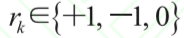 r_k∈{+1, −1, 0}